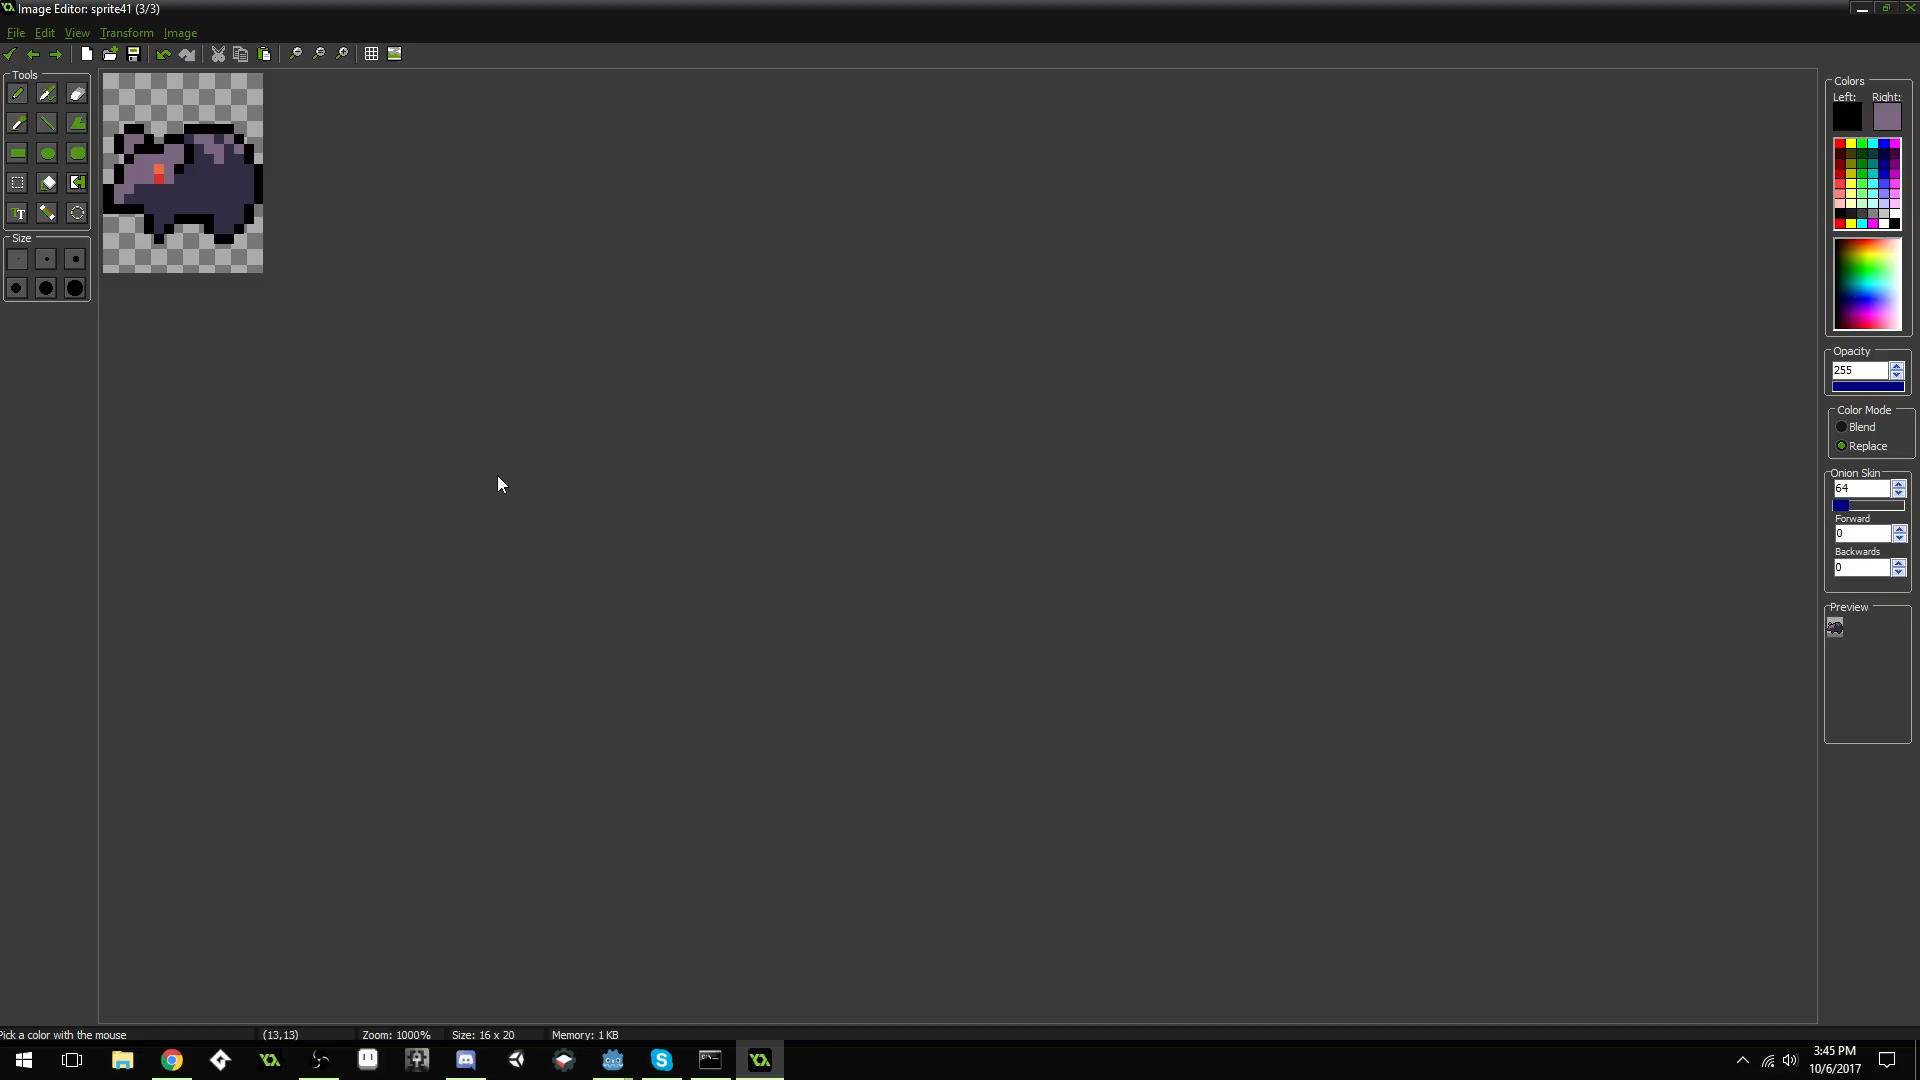 Image Editor: sprite41 (3/3)
File Edit View Transform Image
Tools
Size
Colors
Left: Right:
Opacity
255
Color Mode
Blend
Replace
Onion Skin
64
Forward
0
Backwards
0
Preview
Pick a color with the mouse (13,13) Zoom: 1000% Size: 16 x 20 Memory: 1 KB
3:45 PM
10/6/2017